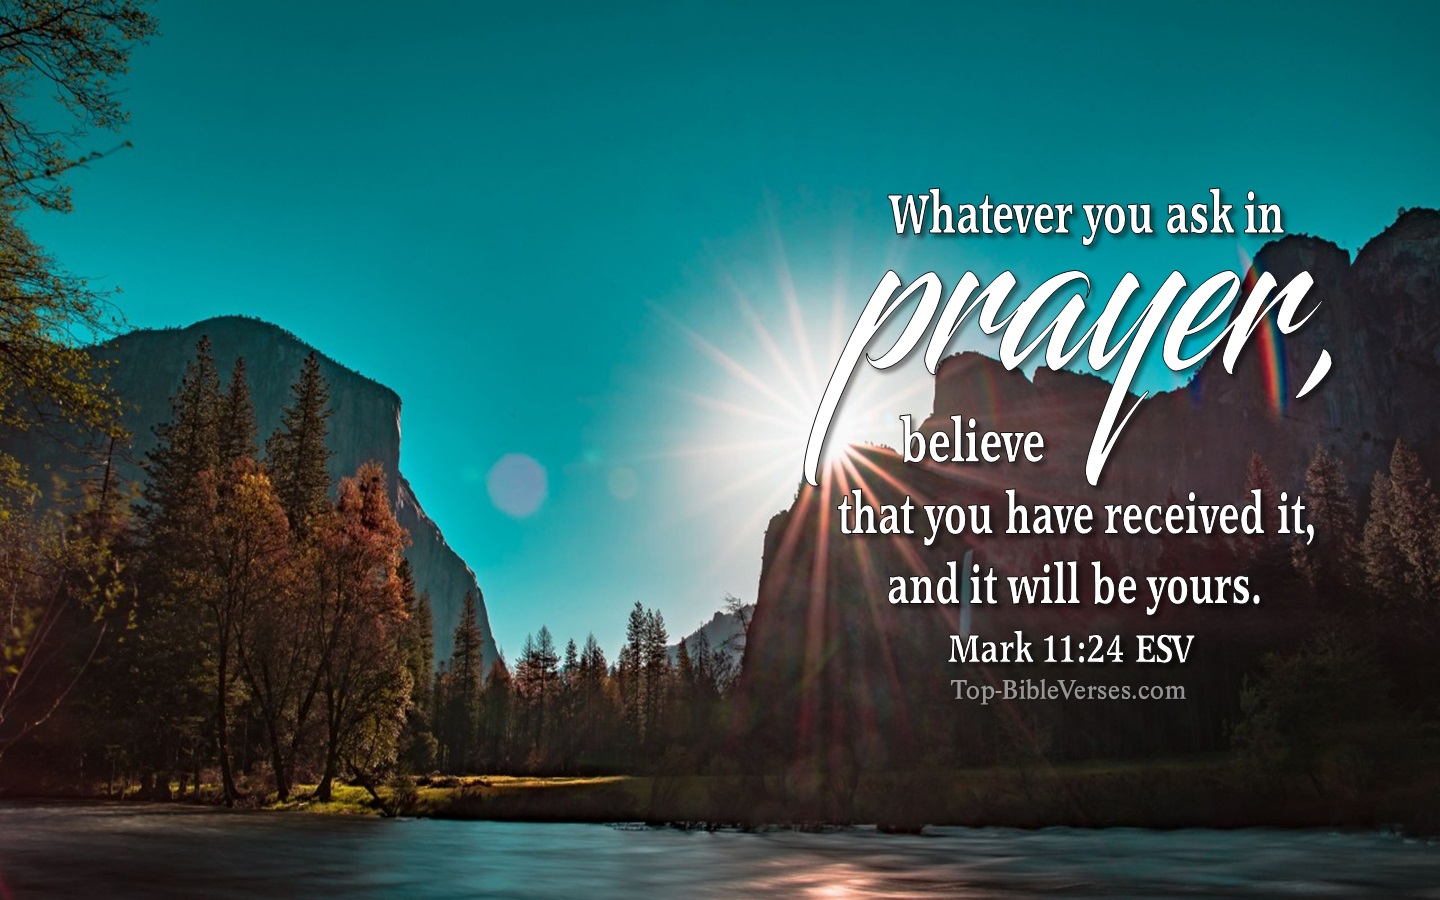 Whatever you ask in
prayer,
believe
that you have received it,
and it will be yours.
Mark 11:24 ESV
Top-BibleVerses.com